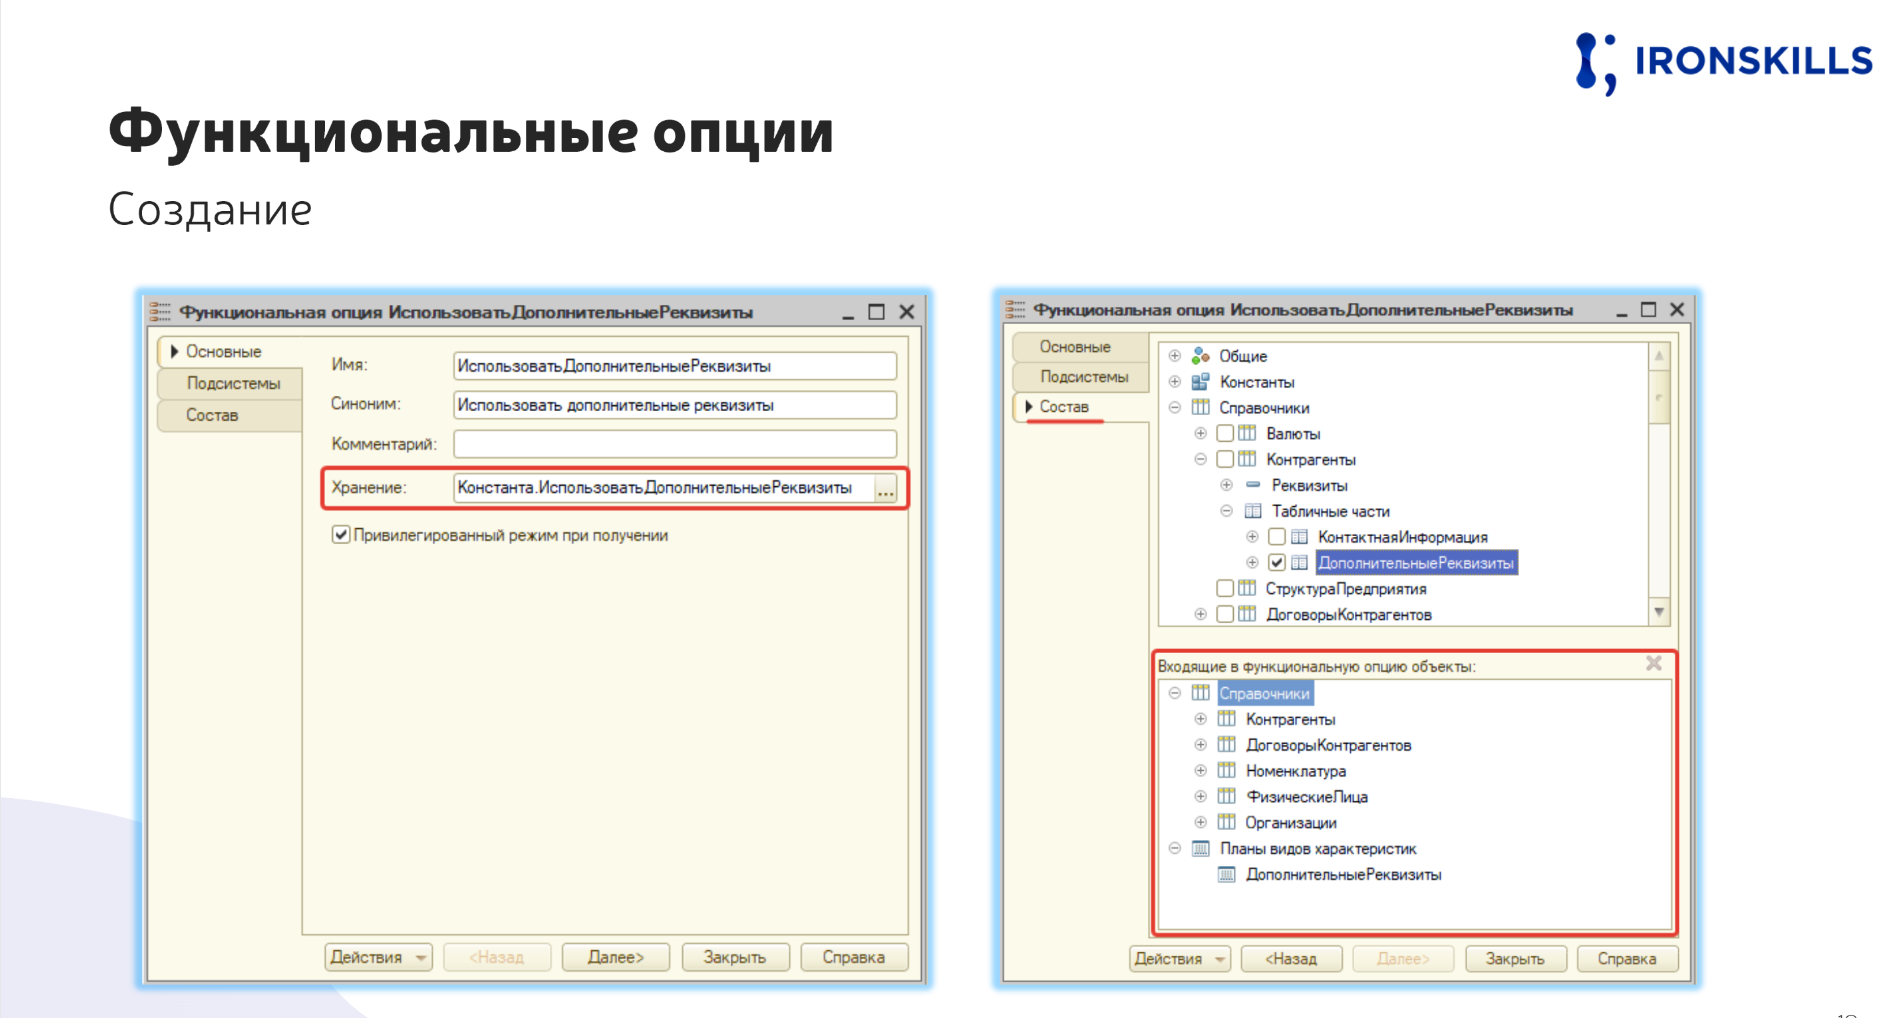 IRONSKILLS
Функциональные опции
Создание
Функциональная опция ИспользоватьДополнительныеРеквизиты
Основные
Подсистемы
Состав
Имя: ИспользоватьДополнительныеРеквизиты
Синоним: Использовать дополнительные реквизиты
Комментарий:
Хранение: Константа.ИспользоватьДополнительныеРеквизиты ...
Привилегированный режим при получении
Действия <Назад Далее> Закрыть Справка
Функциональная опция ИспользоватьДополнительныеРеквизиты
Основные
Подсистемы
Состав
Общие
Константы
Справочники
Валюты
Контрагенты
Реквизиты
Табличные части
КонтактнаяИнформация
ДополнительныеРеквизиты
СтруктураПредприятия
ДоговорыКонтрагентов
Входящие в функциональную опцию объекты:
Справочники
Контрагенты
ДоговорыКонтрагентов
Номенклатура
ФизическиеЛица
Организации
Планы видов характеристик
ДополнительныеРеквизиты
Действия <Назад Далее> Закрыть Справка